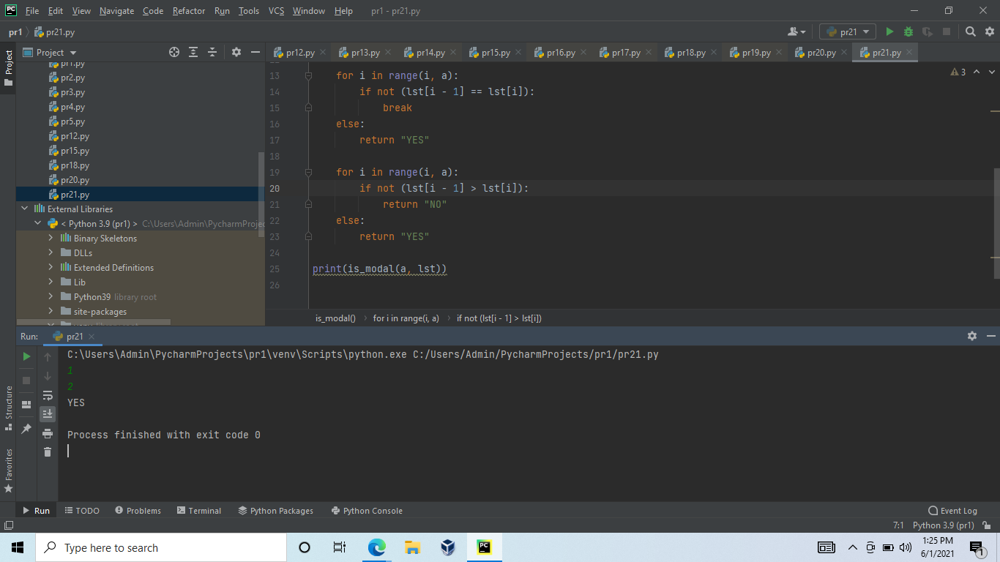 PC File Edit View Navigate Code Refactor Run Tools VCS Window Help pr1 - pr21.py
pr1 pr21.py pr21
Project pr12.py pr13.py pr14.py pr15.py pr16.py pr17.py pr18.py pr19.py pr20.py pr21.py
Project
pr1.py
pr2.py
pr3.py
pr4.py
pr5.py
pr12.py
pr15.py
pr18.py
pr20.py
pr21.py
External Libraries
< Python 3.9 (pr1) > C:\Users\Admin\PycharmProjec
Binary Skeletons
DLLs
Extended Definitions
Lib
Python39 library root
site-packages
3
13 for i in range(i, a):
14 if not (lst[i - 1] == lst[i]):
15 break
16 else:
17 return "YES"
18
19 for i in range(i, a):
20 if not (lst[i - 1] > lst[i]):
21 return "NO"
22 else:
23 return "YES"
24
25 print(is_modal(a, lst))
26
is_modal() for i in range(i, a) if not (lst[i - 1] > lst[i])
Run: pr21
C:\Users\Admin\PycharmProjects\pr1\venv\Scripts\python.exe C:/Users/Admin/PycharmProjects/pr1/pr21.py
1
2
YES
Process finished with exit code 0
Structure
Favorites
Run TODO Problems Terminal Python Packages Python Console Event Log
7:1 Python 3.9 (pr1)
Type here to search
PC
1:25 PM
6/1/2021
1